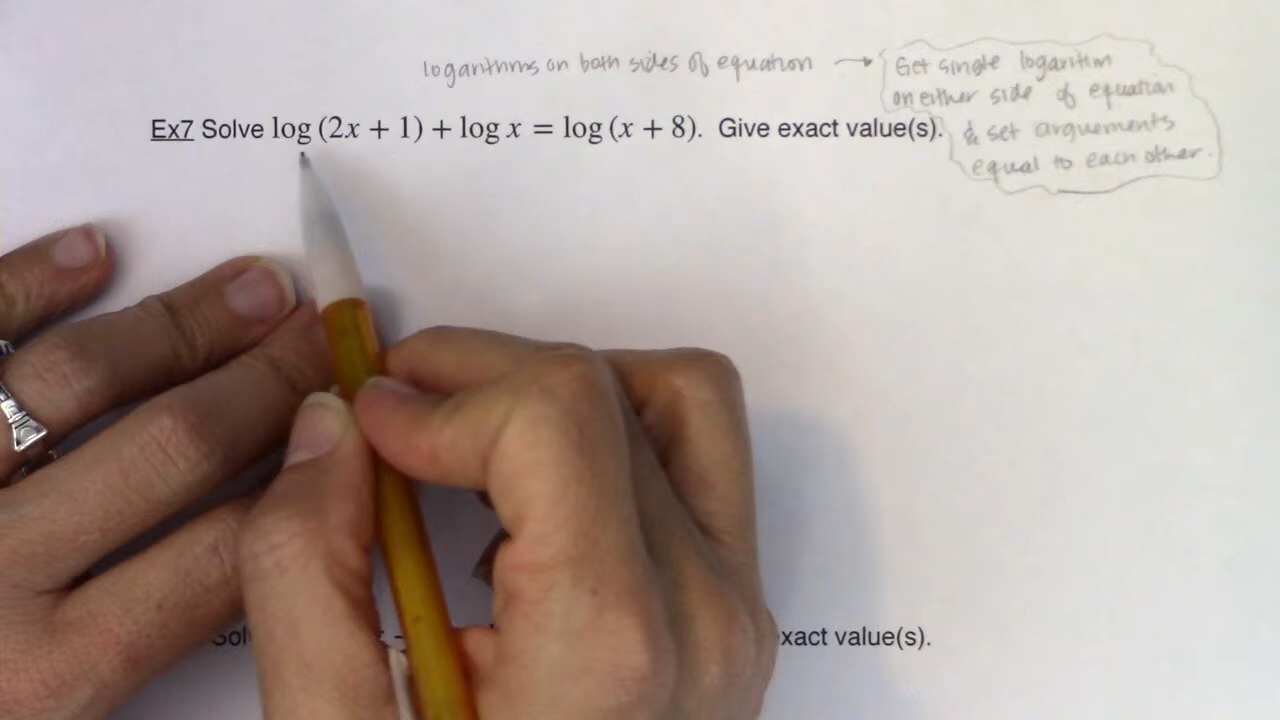 logarithms on both sides of equation → Get single logarithm
on either side of equation
& set arguements
equal to each other.
Ex7 Solve log (2x + 1) + log x = log (x + 8). Give exact value(s).
Sol
xact value(s).